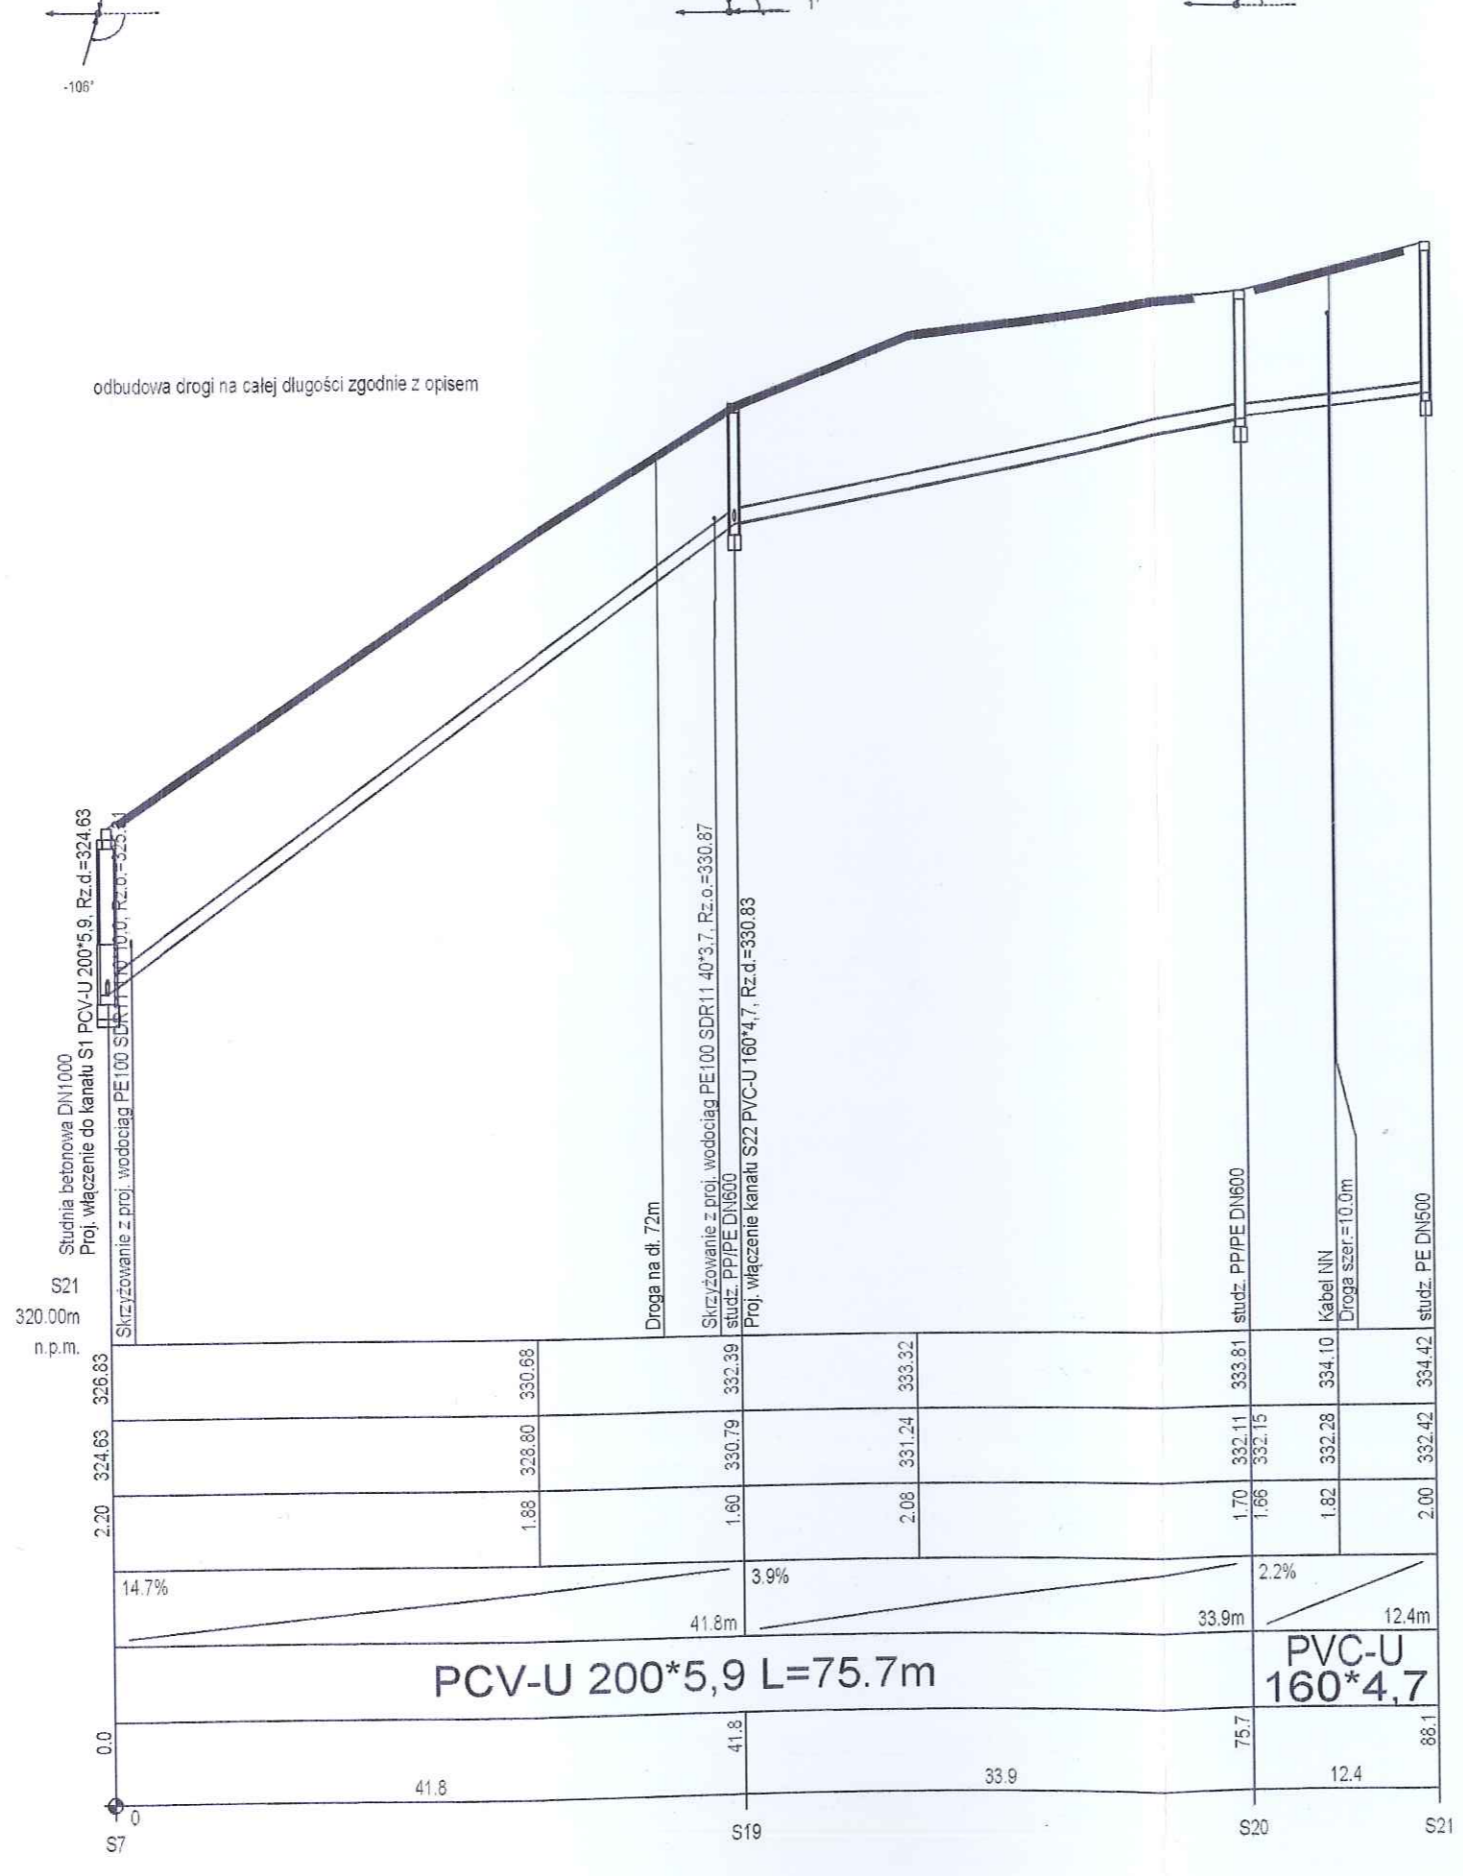 -106°
1°
odbudowa drogi na całej długości zgodnie z opisem
Studnia betonowa DN1000
Proj. włączenie do kanału S1 PCV-U 200*5,9, Rz.d.=324.63
Skrzyżowanie z proj. wodociąg PE100 SDR11 110*10,0, Rz.o.=325.
Droga na dł. 72m
Skrzyżowanie z proj. wodociąg PE100 SDR11 40*3,7, Rz.o.=330.87
studz. PP/PE DN600
Proj. włączenie kanału S22 PVC-U 160*4,7, Rz.d.=330.83
studz. PP/PE DN600
Kabel NN
Droga szer.=10.0m
studz. PE DN500
S21
320.00m
n.p.m.
326.83 330.68 332.39 333.32 333.81 334.10 334.42
324.63 328.80 330.79 331.24 332.11 332.15 332.28 332.42
2.20 1.88 1.60 2.08 1.70 1.66 1.82 2.00
14.7% 3.9% 2.2%
41.8m 33.9m 12.4m
PCV-U 200*5,9 L=75.7m
PVC-U
160*4,7
0.0 41.8 75.7 88.1
41.8 33.9 12.4
0
S7 S19 S20 S21